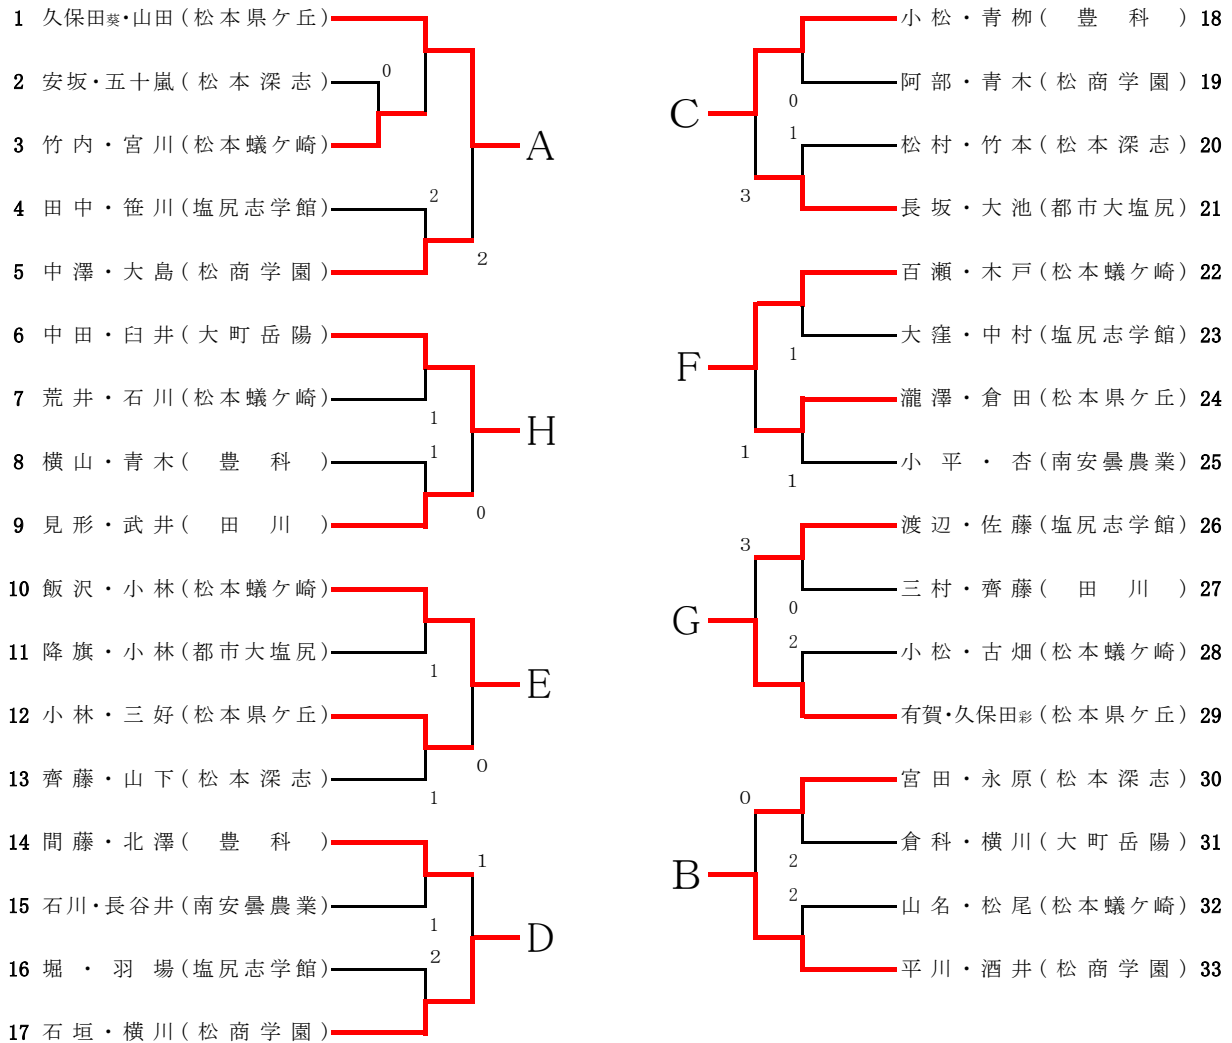 1 久保田葵・山田(松本県ケ丘)
0
2 安坂・五十嵐(松本深志)
3 竹内・宮川(松本蟻ケ崎)
A
2
4 田中・笹川(塩尻志学館)
2
5 中澤・大島(松商学園)
6 中田・臼井(大町岳陽)
7 荒井・石川(松本蟻ケ崎)
1
H
1
8 横山・青木(豊科)
0
9 見形・武井(田川)
10 飯沢・小林(松本蟻ケ崎)
11 降旗・小林(都市大塩尻)
1
E
12 小林・三好(松本県ケ丘)
0
13 齊藤・山下(松本深志)
1
14 間藤・北澤(豊科)
1
15 石川・長谷井(南安曇農業)
1
D
2
16 堀・羽場(塩尻志学館)
17 石垣・横川(松商学園)
小松・青栁(豊科) 18
阿部・青木(松商学園) 19
0
C
1
松村・竹本(松本深志) 20
3
長坂・大池(都市大塩尻) 21
百瀬・木戸(松本蟻ケ崎) 22
大窪・中村(塩尻志学館) 23
1
F
瀧澤・倉田(松本県ケ丘) 24
1
小平・杏(南安曇農業) 25
1
渡辺・佐藤(塩尻志学館) 26
3
三村・齊藤(田川) 27
0
G
2
小松・古畑(松本蟻ケ崎) 28
有賀・久保田彩(松本県ケ丘) 29
宮田・永原(松本深志) 30
0
倉科・横川(大町岳陽) 31
2
B
2
山名・松尾(松本蟻ケ崎) 32
平川・酒井(松商学園) 33